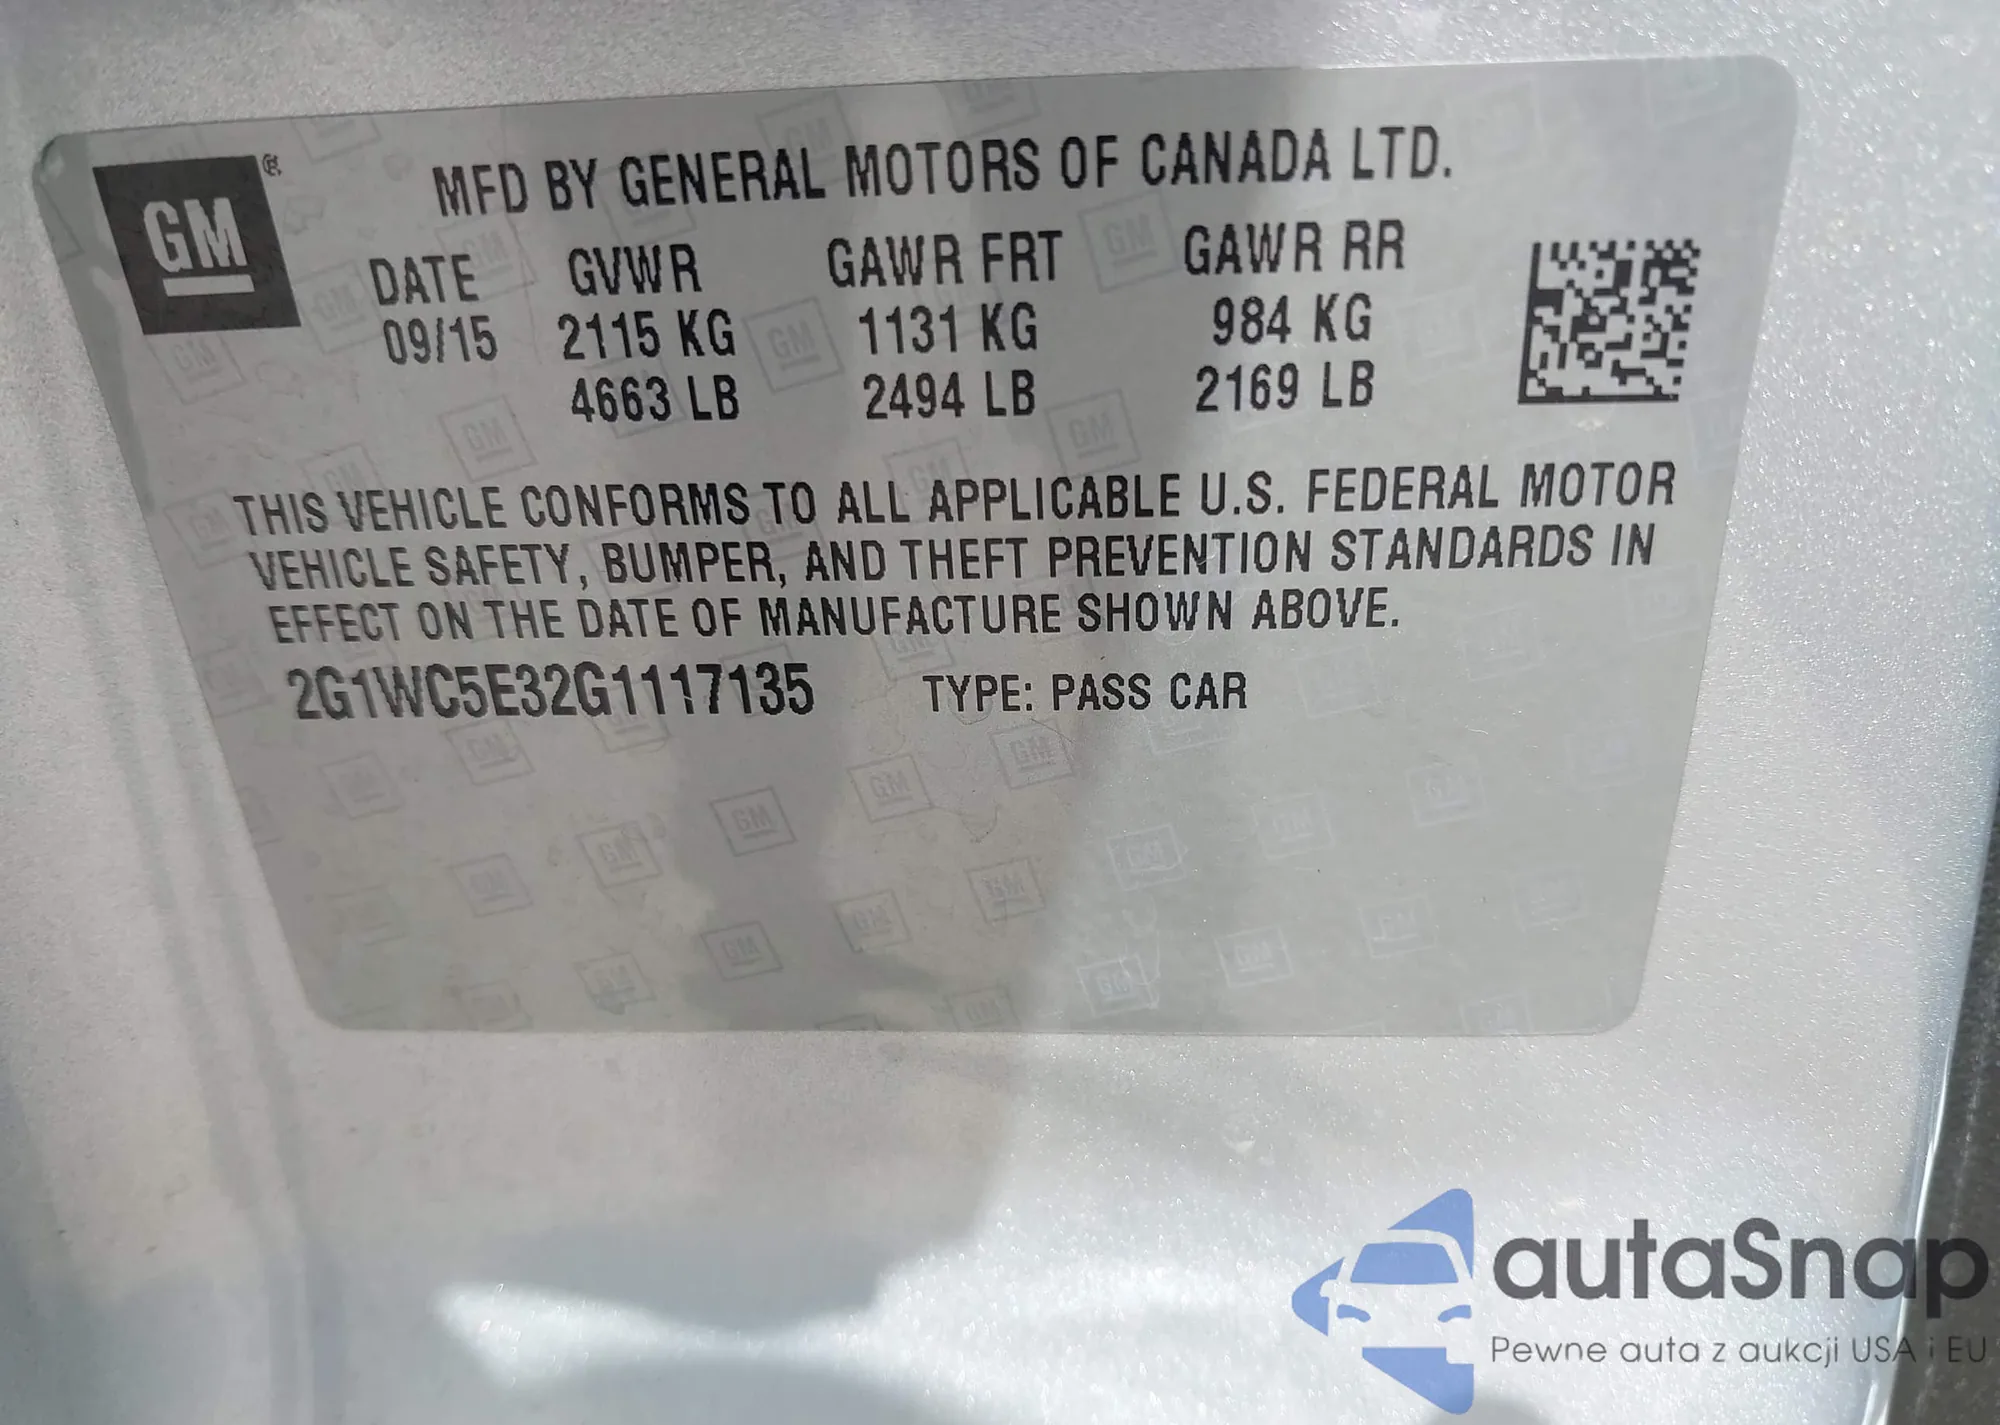 GM®
MFD BY GENERAL MOTORS OF CANADA LTD.
DATE GVWR GAWR FRT GAWR RR
09/15 2115 KG 1131 KG 984 KG
4663 LB 2494 LB 2169 LB
THIS VEHICLE CONFORMS TO ALL APPLICABLE U.S. FEDERAL MOTOR
VEHICLE SAFETY, BUMPER, AND THEFT PREVENTION STANDARDS IN
EFFECT ON THE DATE OF MANUFACTURE SHOWN ABOVE.
2G1WC5E32G1117135 TYPE: PASS CAR
autaSnap
Pewne auta z aukcji USA i EU